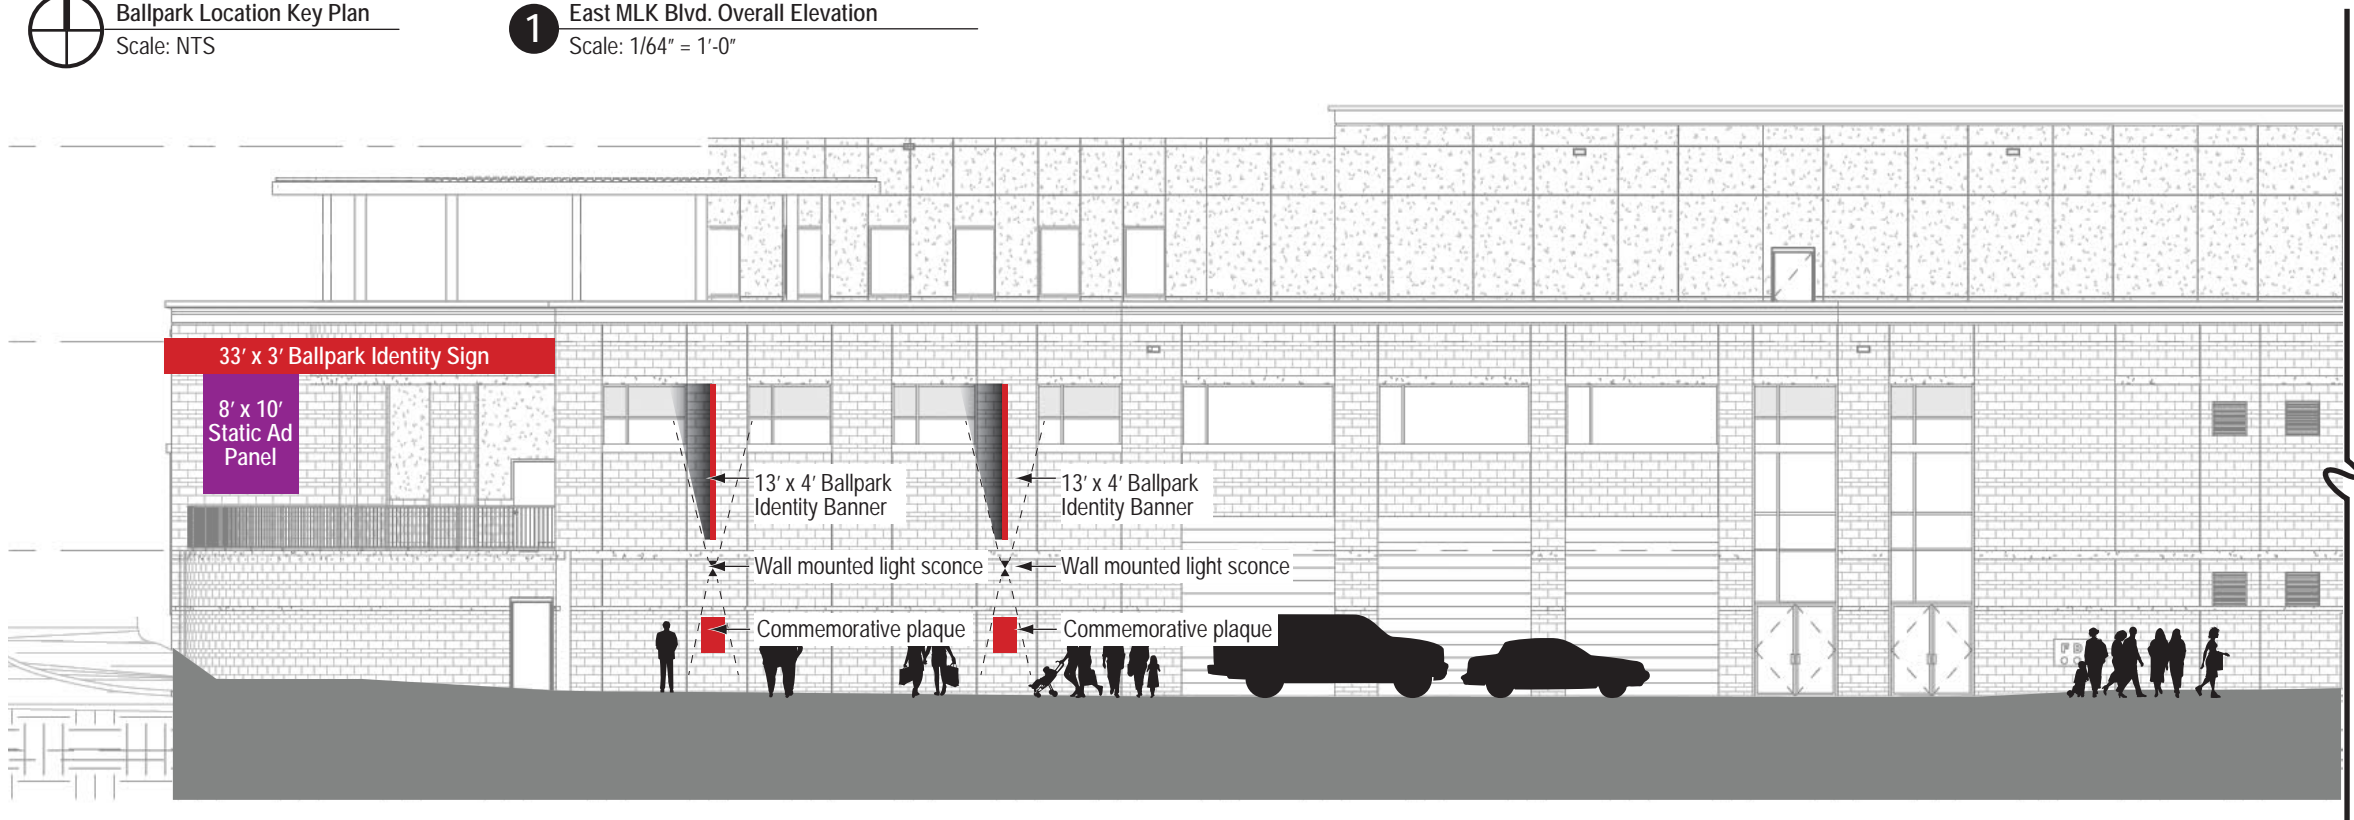 Ballpark Location Key Plan
Scale: NTS
1
East MLK Blvd. Overall Elevation
Scale: 1/64" = 1'-0"
33' x 3' Ballpark Identity Sign
8' x 10'
Static Ad
Panel
13' x 4' Ballpark
Identity Banner
13' x 4' Ballpark
Identity Banner
Wall mounted light sconce
Wall mounted light sconce
Commemorative plaque
Commemorative plaque